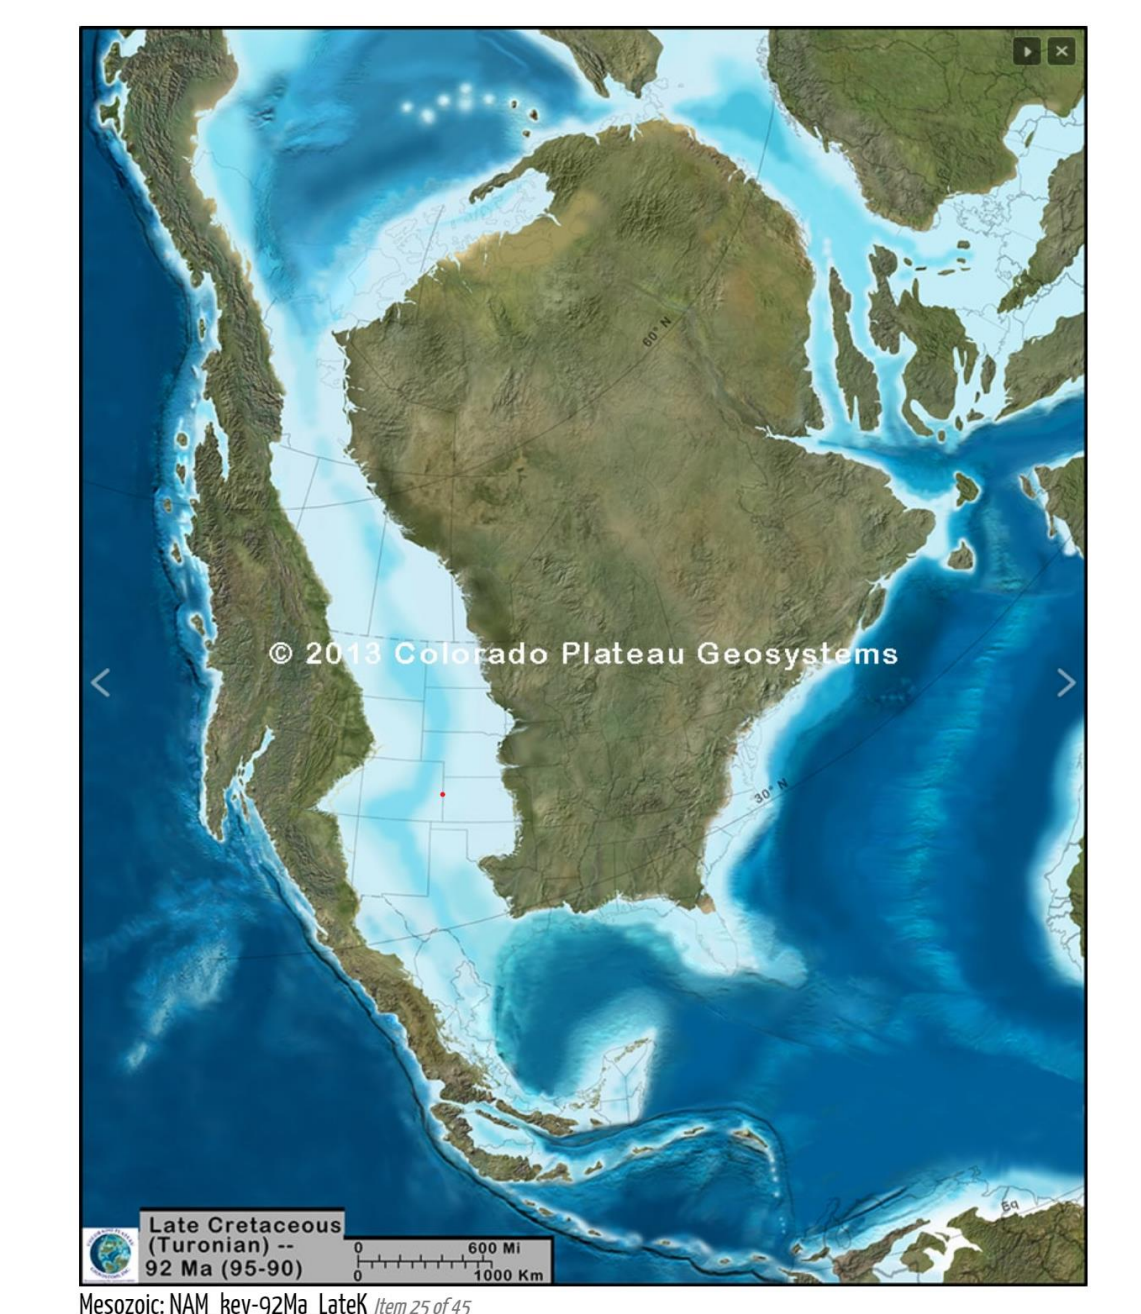 60° N
© 2013 Colorado Plateau Geosystems
30° N
Late Cretaceous
(Turonian) --
92 Ma (95-90)
0 600 Mi
0 1000 Km
Eq
Mesozoic: NAM_key-92Ma_LateK Item 25 of 45